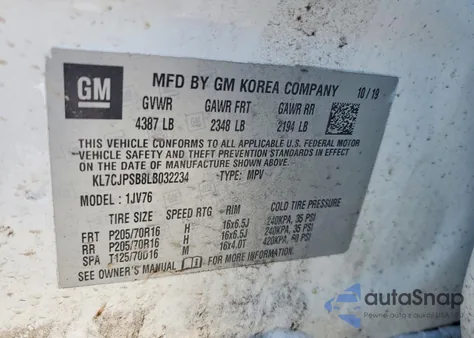 GM
MFD BY GM KOREA COMPANY 10/19
GVWR GAWR FRT GAWR RR
4387 LB 2348 LB 2194 LB
THIS VEHICLE CONFORMS TO ALL APPLICABLE U.S. FEDERAL MOTOR
VEHICLE SAFETY AND THEFT PREVENTION STANDARDS IN EFFECT
ON THE DATE OF MANUFACTURE SHOWN ABOVE.
KL7CJPSB8LB032234 TYPE: MPV
MODEL: 1JV76
TIRE SIZE SPEED RTG RIM COLD TIRE PRESSURE
FRT P205/70R16 H 16x6.5J 240KPA, 35 PSI
RR P205/70R16 H 16x6.5J 240KPA, 35 PSI
SPA T125/70D16 M 16x4.0T 420KPA, 60 PSI
SEE OWNER'S MANUAL
autoSnap